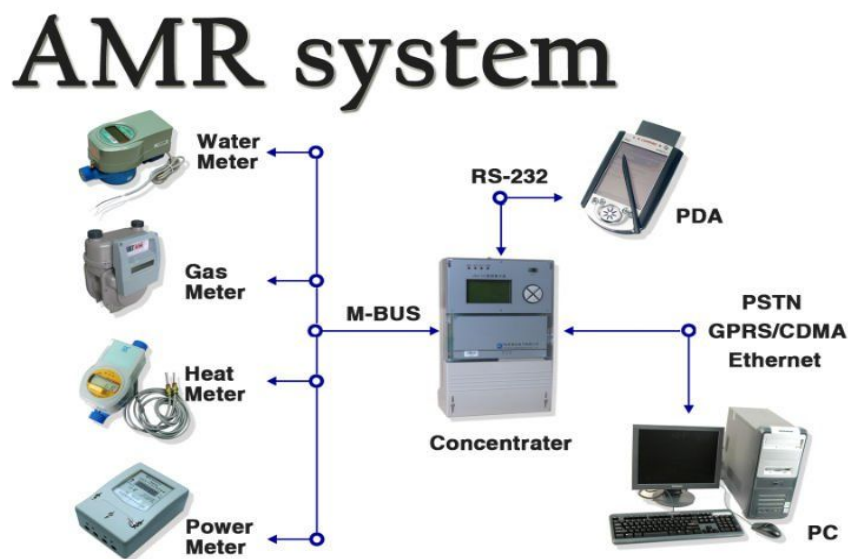 AMR system
Water
Meter
Gas
Meter
Heat
Meter
Power
Meter
M-BUS
RS-232
PDA
Concentrater
PSTN
GPRS/CDMA
Ethernet
PC